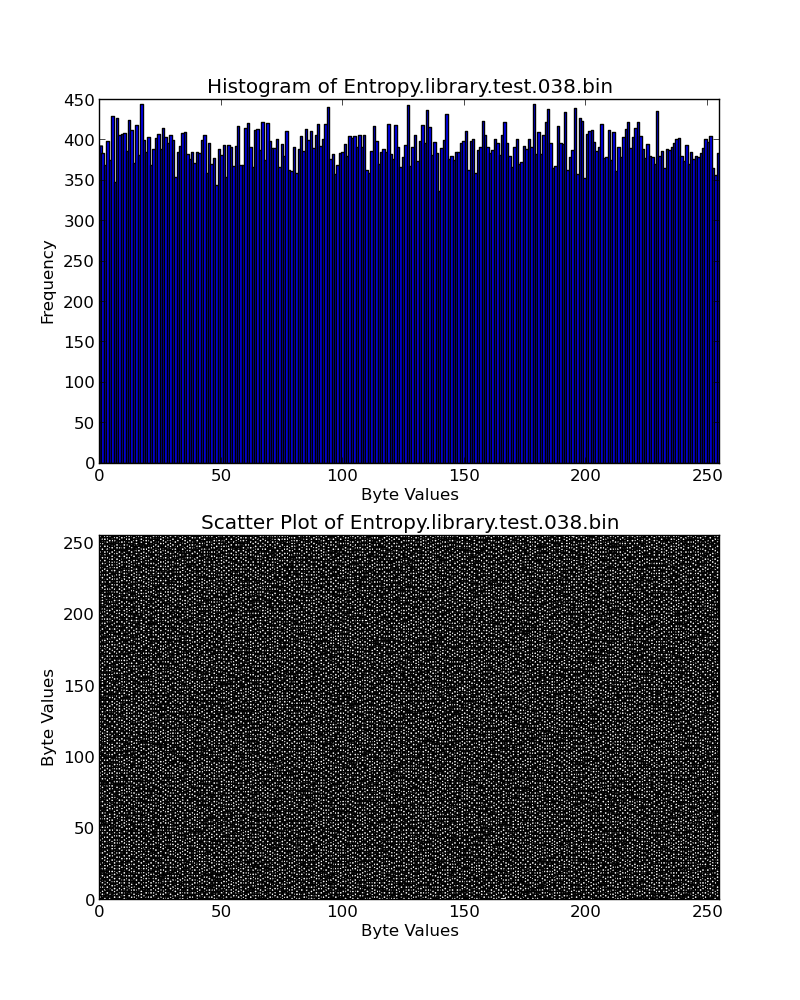 Histogram of Entropy.library.test.038.bin
450
400
350
300
250
200
150
100
50
0
Frequency
0 50 100 150 200 250
Byte Values
Scatter Plot of Entropy.library.test.038.bin
250
200
150
100
50
0
Byte Values
0 50 100 150 200 250
Byte Values